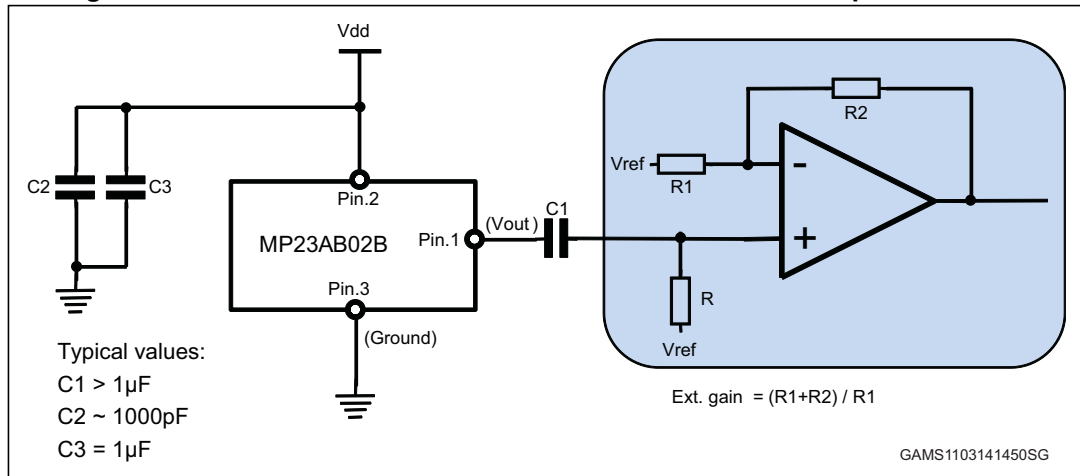 Vdd
C2
C3
Pin.2
MP23AB02B
Pin.1
(Vout)
C1
Pin.3
(Ground)
Vref
R1
R2
-
+
R
Vref
Typical values:
C1 > 1µF
C2 ~ 1000pF
C3 = 1µF
Ext. gain = (R1+R2) / R1
GAMS1103141450SG